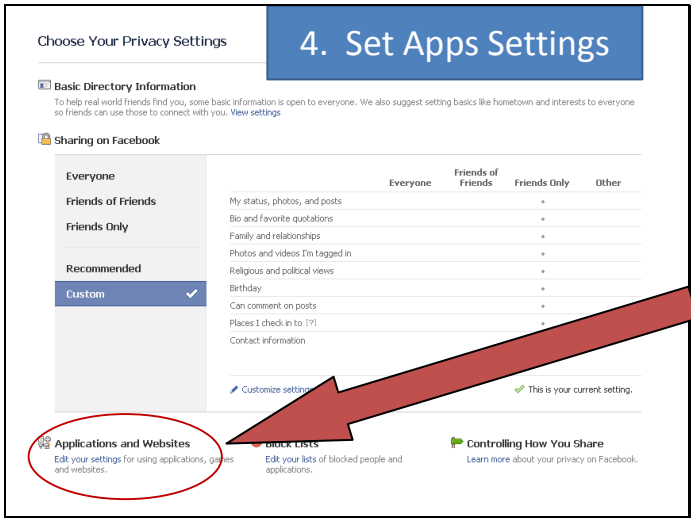 Choose Your Privacy Settings
4. Set Apps Settings
Basic Directory Information
To help real world friends find you, some basic information is open to everyone. We also suggest setting basics like hometown and interests to everyone
so friends can use those to connect with you. View settings
Sharing on Facebook
Everyone
Friends of Friends
Friends Only
Recommended
Custom
Everyone Friends of Friends Friends Only Other
My status, photos, and posts
Bio and favorite quotations
Family and relationships
Photos and videos I'm tagged in
Religious and political views
Birthday
Can comment on posts
Places I check in to [?]
Contact information
Customize settings
This is your current setting.
Applications and Websites
Edit your settings for using applications, games
and websites.
Block Lists
Edit your lists of blocked people and
applications.
Controlling How You Share
Learn more about your privacy on Facebook.